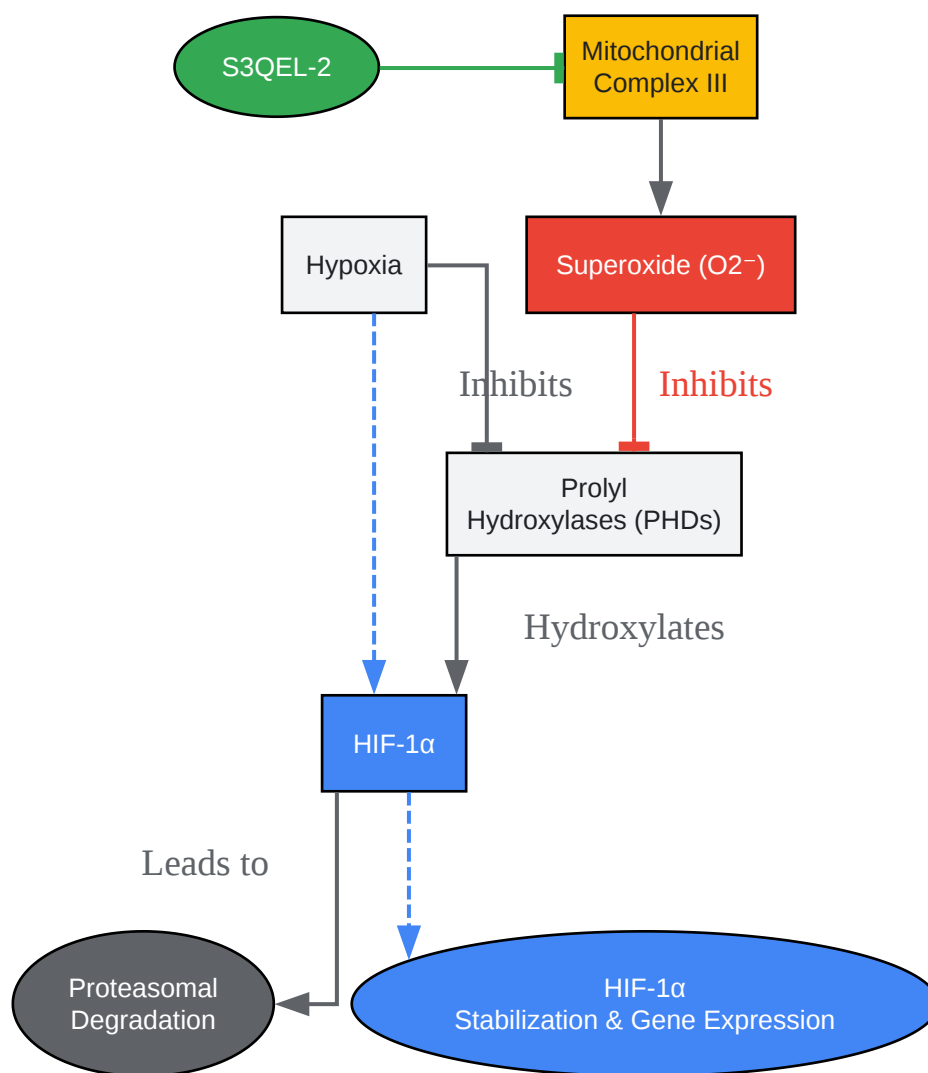 S3QEL-2
Mitochondrial
Complex III
Hypoxia
Superoxide (O2⁻)
Inhibits
Inhibits
Prolyl
Hydroxylases (PHDs)
Hydroxylates
HIF-1α
Leads to
Proteasomal
Degradation
HIF-1α
Stabilization & Gene Expression